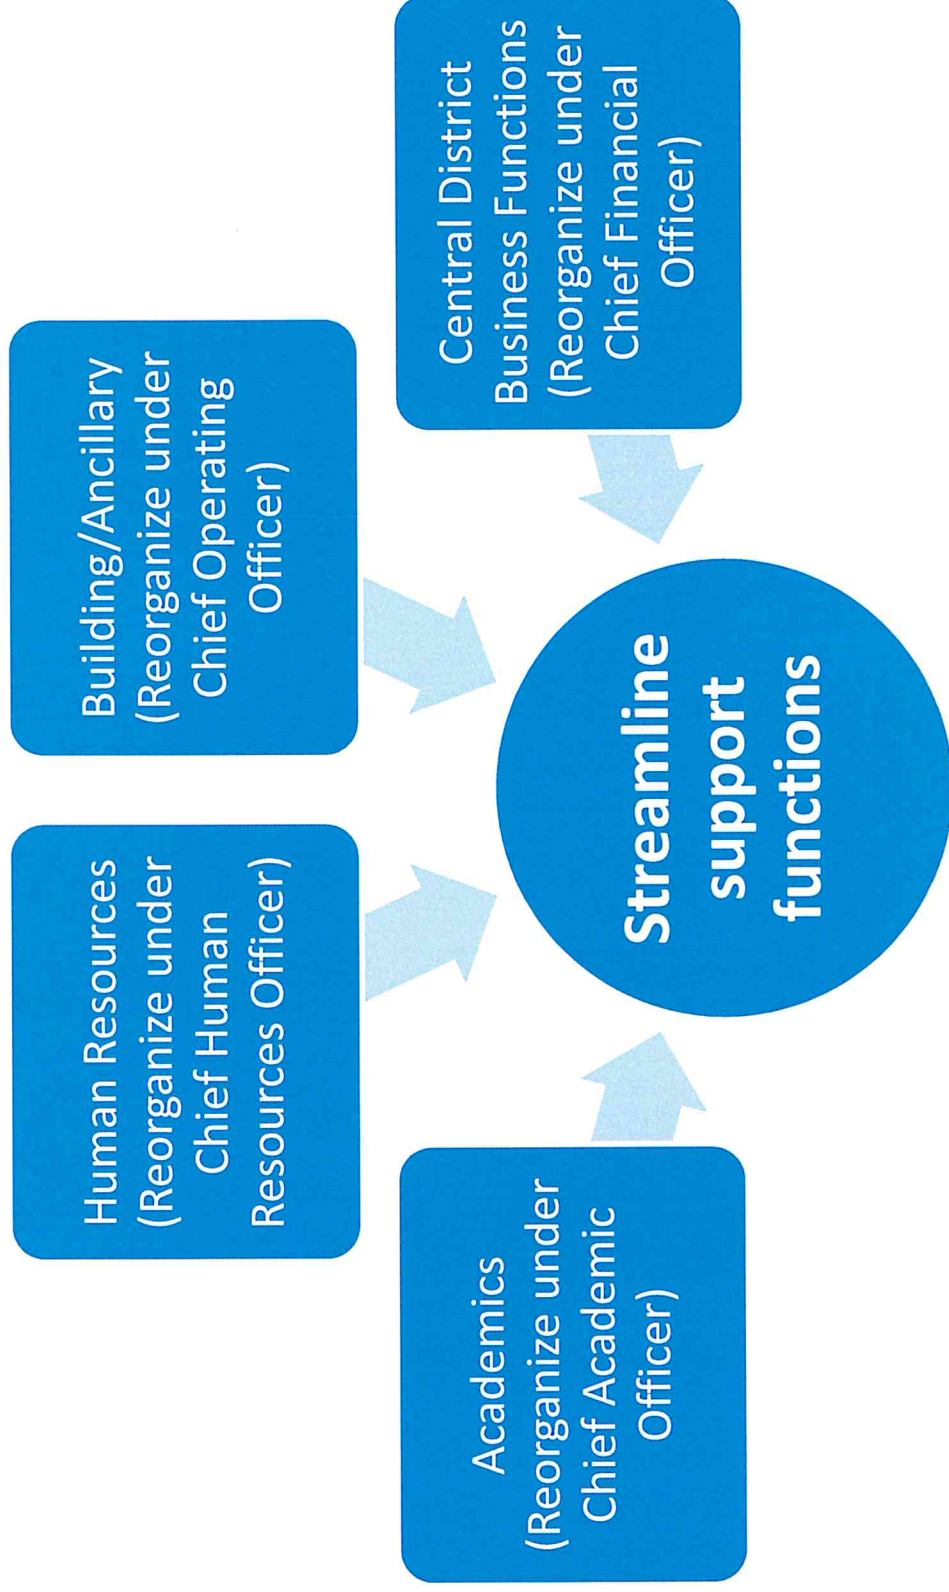 Academics
(Reorganize under
Chief Academic
Officer)
Human Resources
(Reorganize under
Chief Human
Resources Officer)
Building/Ancillary
(Reorganize under
Chief Operating
Officer)
Central District
Business Functions
(Reorganize under
Chief Financial
Officer)
Streamline
support
functions